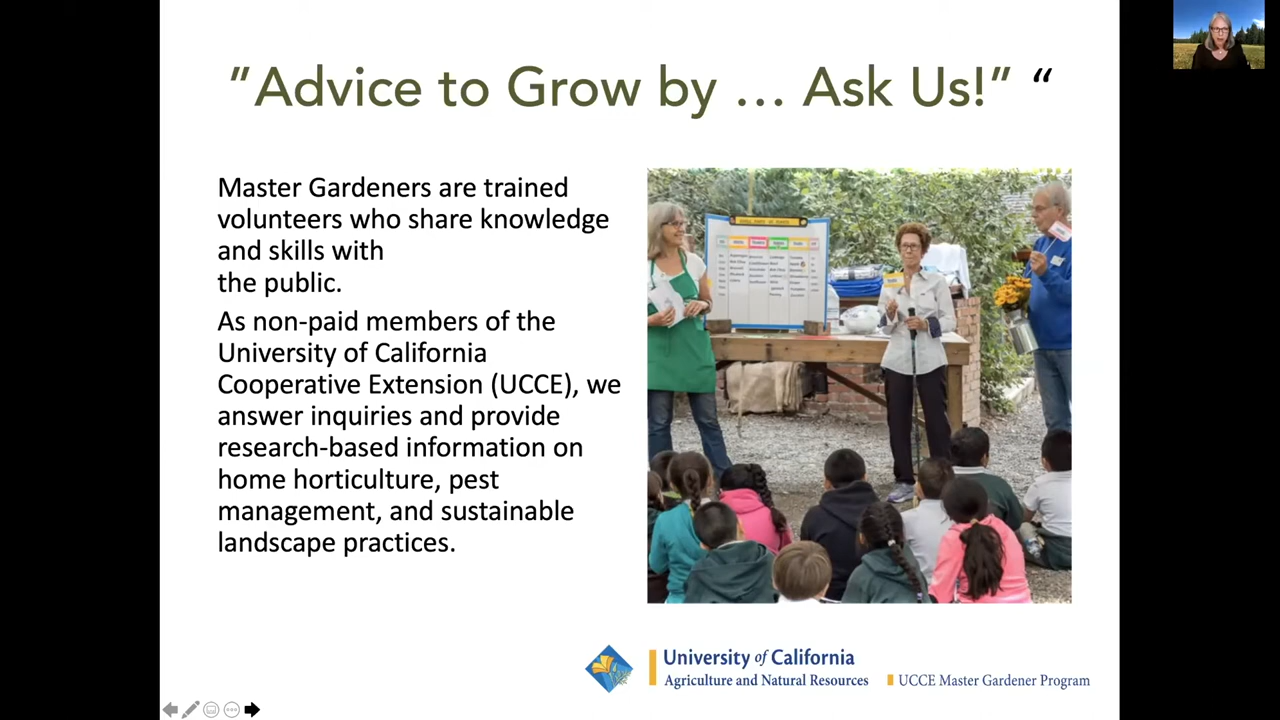 ”Advice to Grow by … Ask Us!” “
Master Gardeners are trained
volunteers who share knowledge
and skills with
the public.
As non-paid members of the
University of California
Cooperative Extension (UCCE), we
answer inquiries and provide
research-based information on
home horticulture, pest
management, and sustainable
landscape practices.
University of California
Agriculture and Natural Resources
UCCE Master Gardener Program